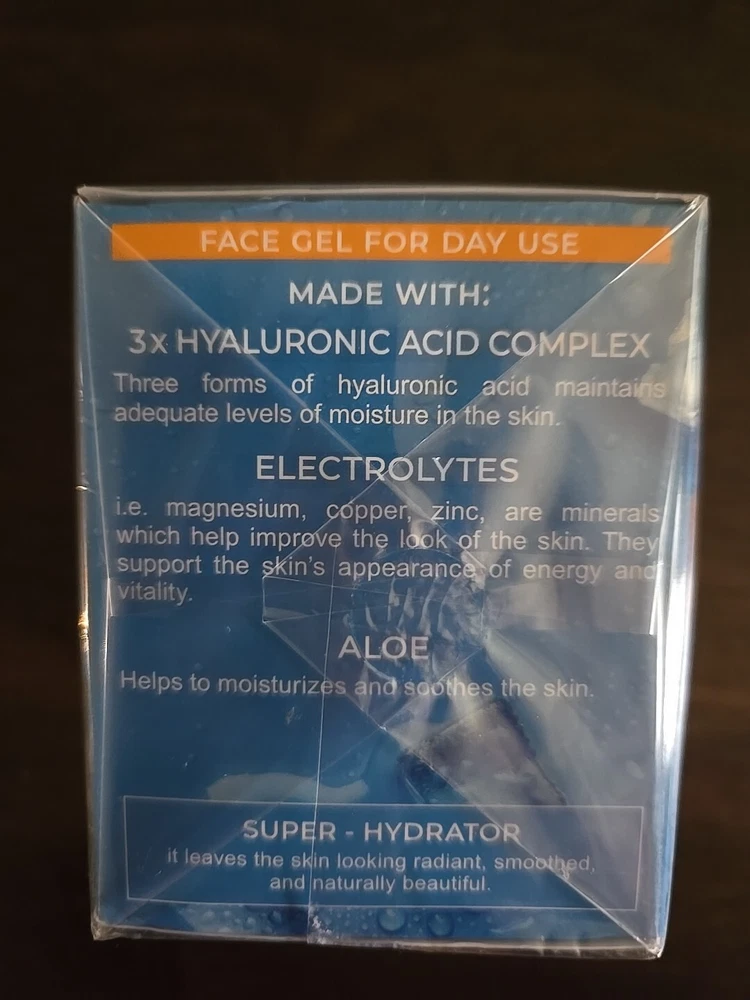 FACE GEL FOR DAY USE
MADE WITH:
3x HYALURONIC ACID COMPLEX
Three forms of hyaluronic acid maintains
adequate levels of moisture in the skin.
ELECTROLYTES
i.e. magnesium, copper, zinc, are minerals
which help improve the look of the skin. They
support the skin's appearance of energy and
vitality.
ALOE
Helps to moisturizes and soothes the skin.
SUPER - HYDRATOR
it leaves the skin looking radiant, smoothed,
and naturally beautiful.